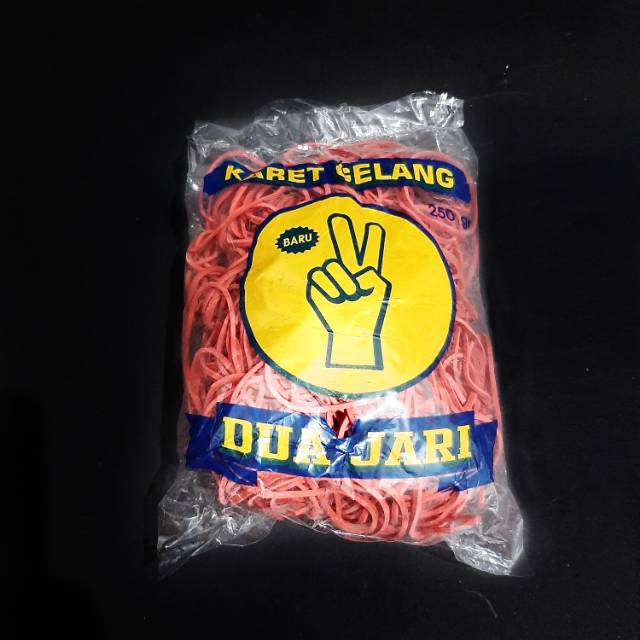 KARET GELANG
250 gr
BARU
DUA JARI